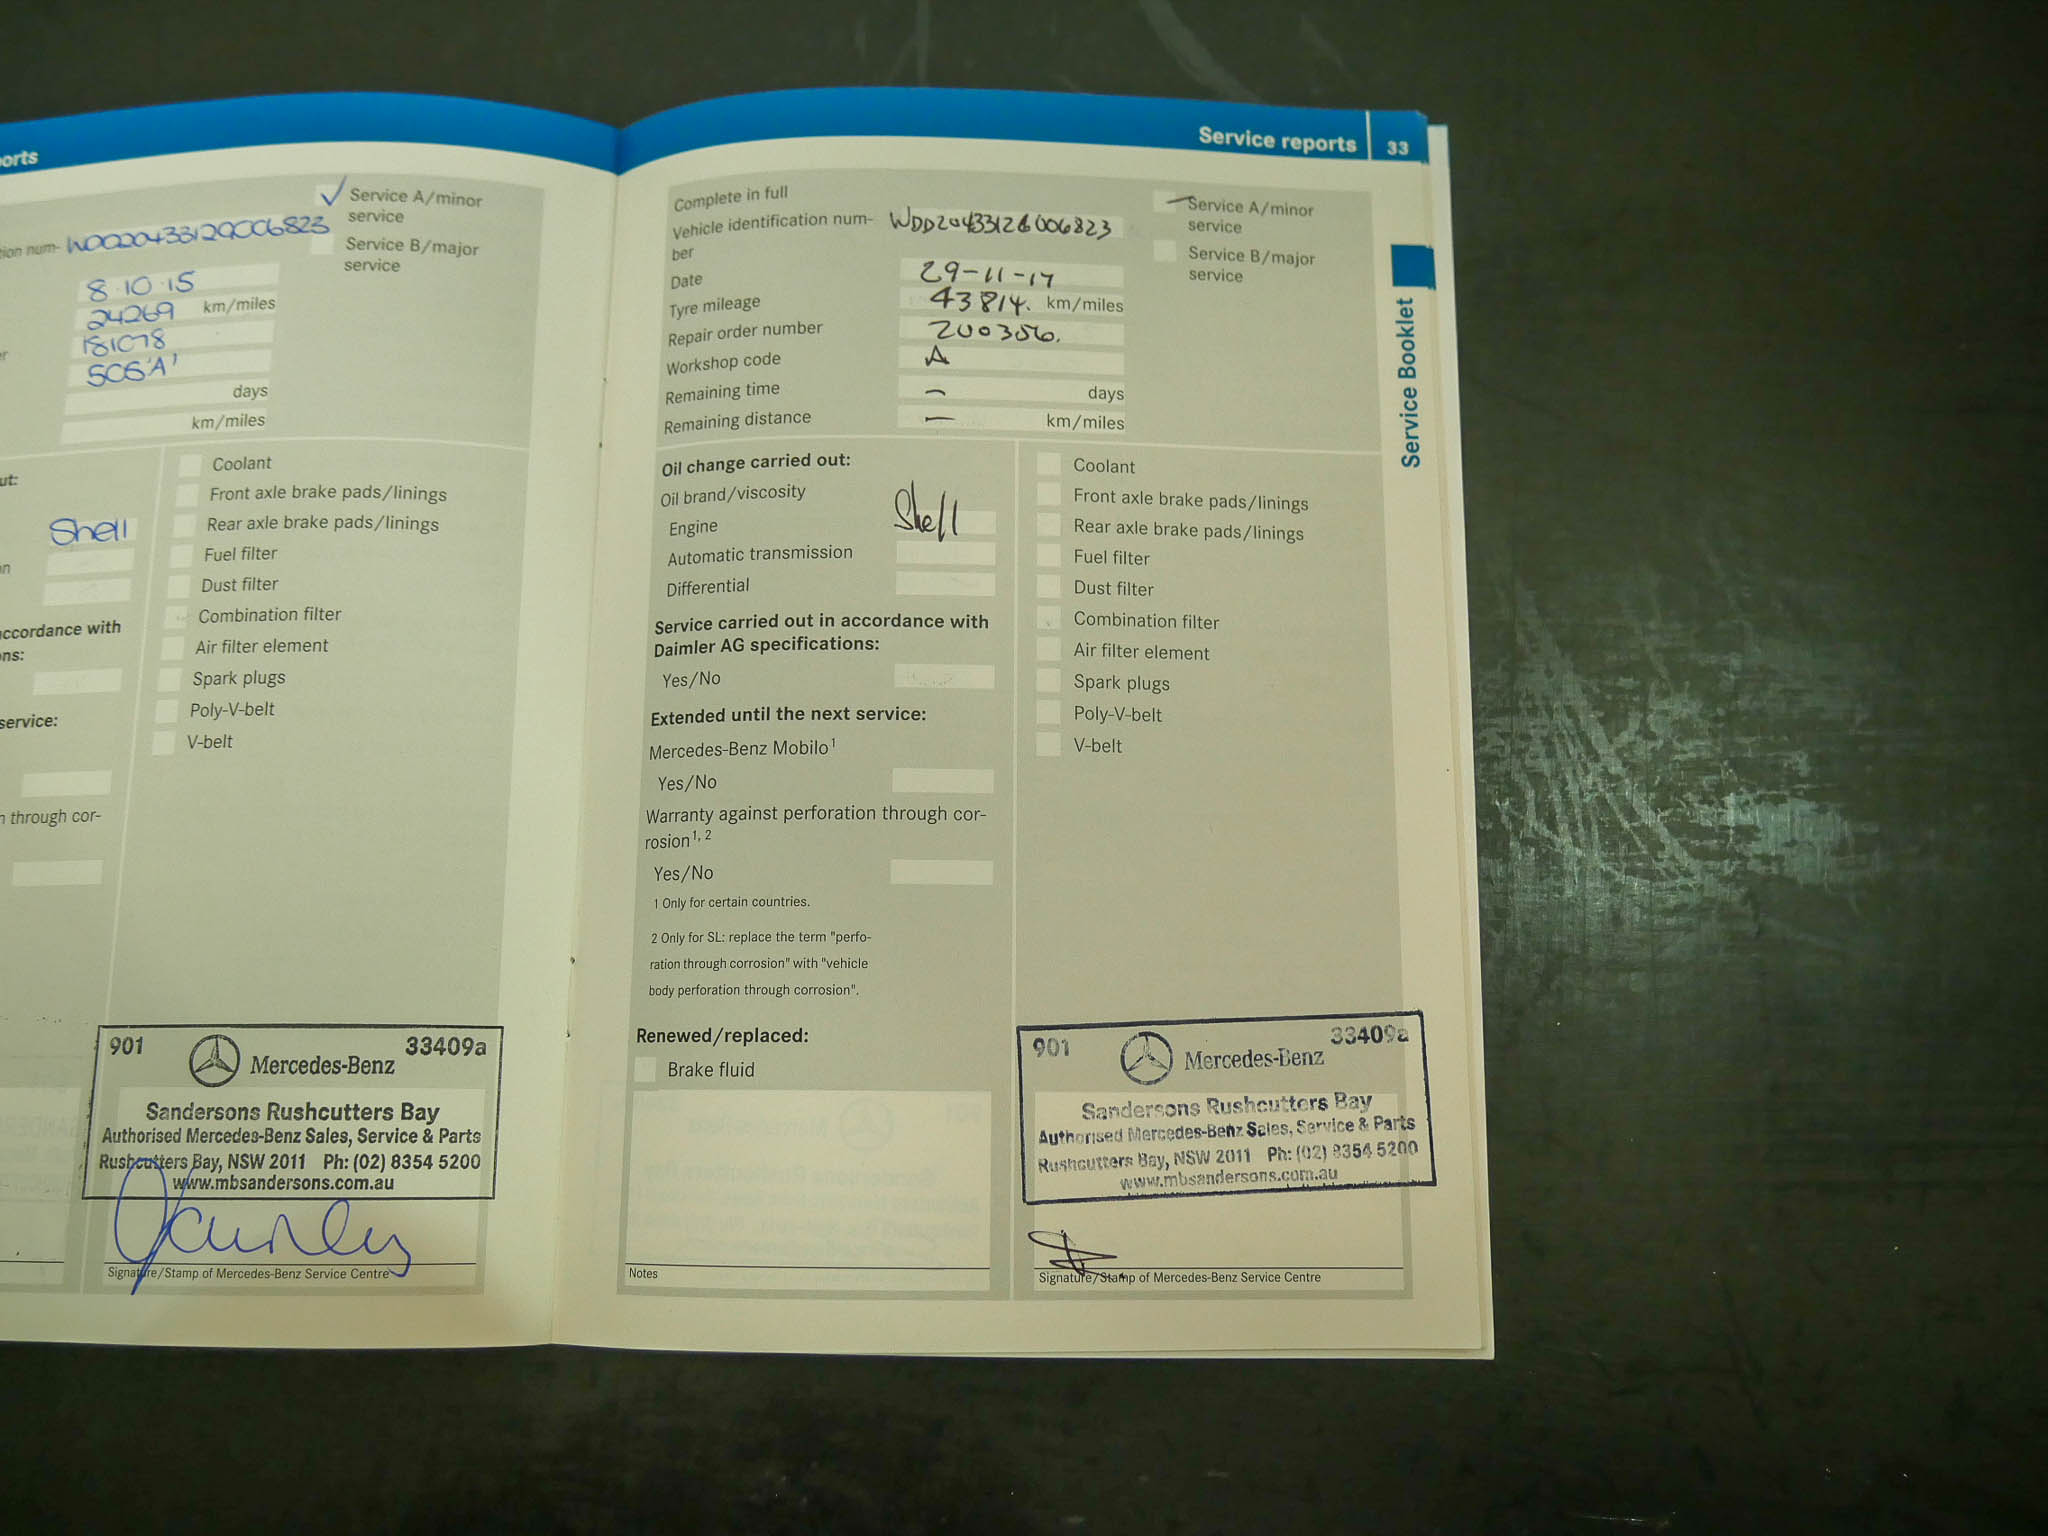 orts
Service A/minor
service
tion num-
Service B/major
service
8.10.15
24269 km/miles
181078
SCS'A'
days
km/miles
ut:
Shell
n
ccordance with
ns:
service:
n through cor-
Coolant
Front axle brake pads/linings
Rear axle brake pads/linings
Fuel filter
Dust filter
Combination filter
Air filter element
Spark plugs
Poly-V-belt
V-belt
901 33409a
Mercedes-Benz
Sandersons Rushcutters Bay
Authorised Mercedes-Benz Sales, Service & Parts
Rushcutters Bay, NSW 2011 Ph: (02) 8354 5200
www.mbsandersons.com.au
Signature/Stamp of Mercedes-Benz Service Centre
Service reports 33
Complete in full
Vehicle identification num-
ber
Service A/minor
service
Service B/major
service
Date 29-11-17
Tyre mileage 43814. km/miles
Repair order number 200356.
Workshop code A
Remaining time – days
Remaining distance – km/miles
Oil change carried out:
Oil brand/viscosity
Engine Shell
Automatic transmission
Differential
Service carried out in accordance with
Daimler AG specifications:
Yes/No
Extended until the next service:
Mercedes-Benz Mobilo1
Yes/No
Warranty against perforation through cor-
rosion1, 2
Yes/No
1 Only for certain countries.
2 Only for SL: replace the term "perfo-
ration through corrosion" with "vehicle
body perforation through corrosion".
Renewed/replaced:
Brake fluid
Notes
Coolant
Front axle brake pads/linings
Rear axle brake pads/linings
Fuel filter
Dust filter
Combination filter
Air filter element
Spark plugs
Poly-V-belt
V-belt
901 33409a
Mercedes-Benz
Sandersons Rushcutters Bay
Authorised Mercedes-Benz Sales, Service & Parts
Rushcutters Bay, NSW 2011 Ph: (02) 8354 5200
www.mbsandersons.com.au
Signature/Stamp of Mercedes-Benz Service Centre
Service Booklet